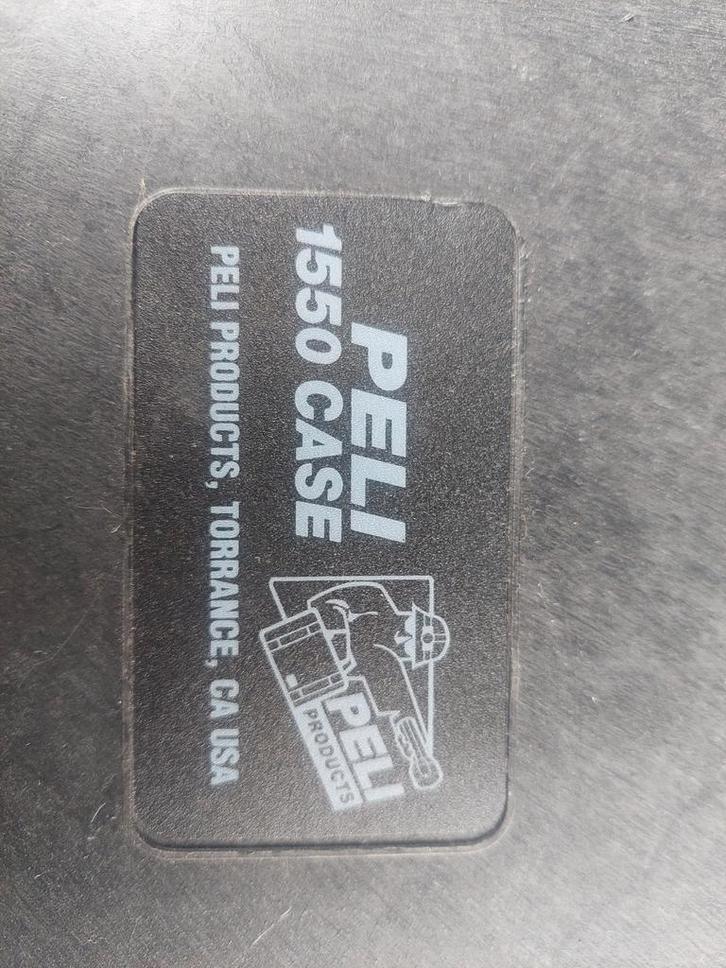 PELI
1550 CASE
PELI
PRODUCTS
PELI PRODUCTS, TORRANCE, CA USA